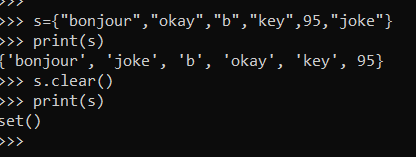 >>>
>>> s={"bonjour","okay","b","key",95,"joke"}
>>> print(s)
{'bonjour', 'joke', 'b', 'okay', 'key', 95}
>>> s.clear()
>>> print(s)
set()
>>>